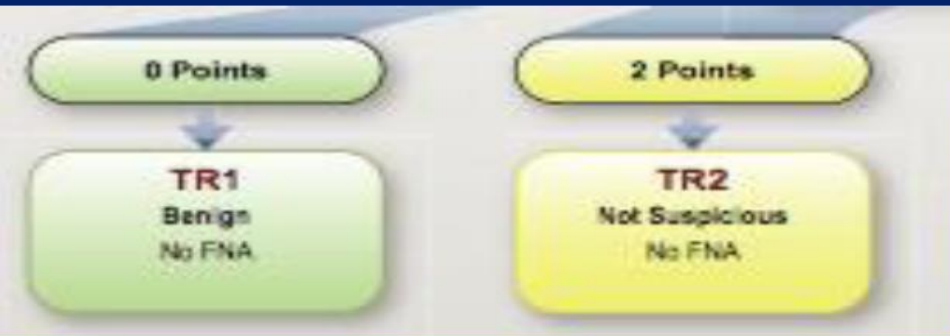 0 Points
2 Points
TR1
Benign
No FNA
TR2
Not Suspicious
No FNA